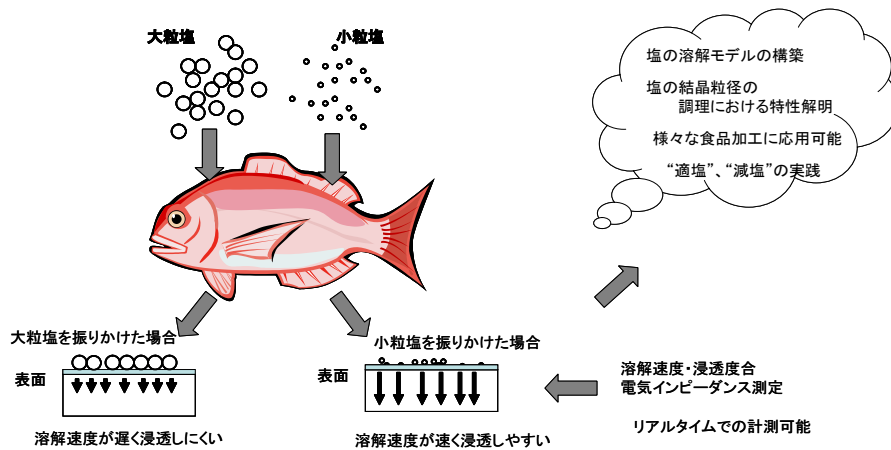 大粒塩
小粒塩
塩の溶解モデルの構築
塩の結晶粒径の
調理における特性解明
様々な食品加工に応用可能
“適塩”、“減塩”の実践
大粒塩を振りかけた場合
表面
溶解速度が遅く浸透しにくい
小粒塩を振りかけた場合
表面
溶解速度が速く浸透しやすい
溶解速度・浸透度合
電気インピーダンス測定
リアルタイムでの計測可能